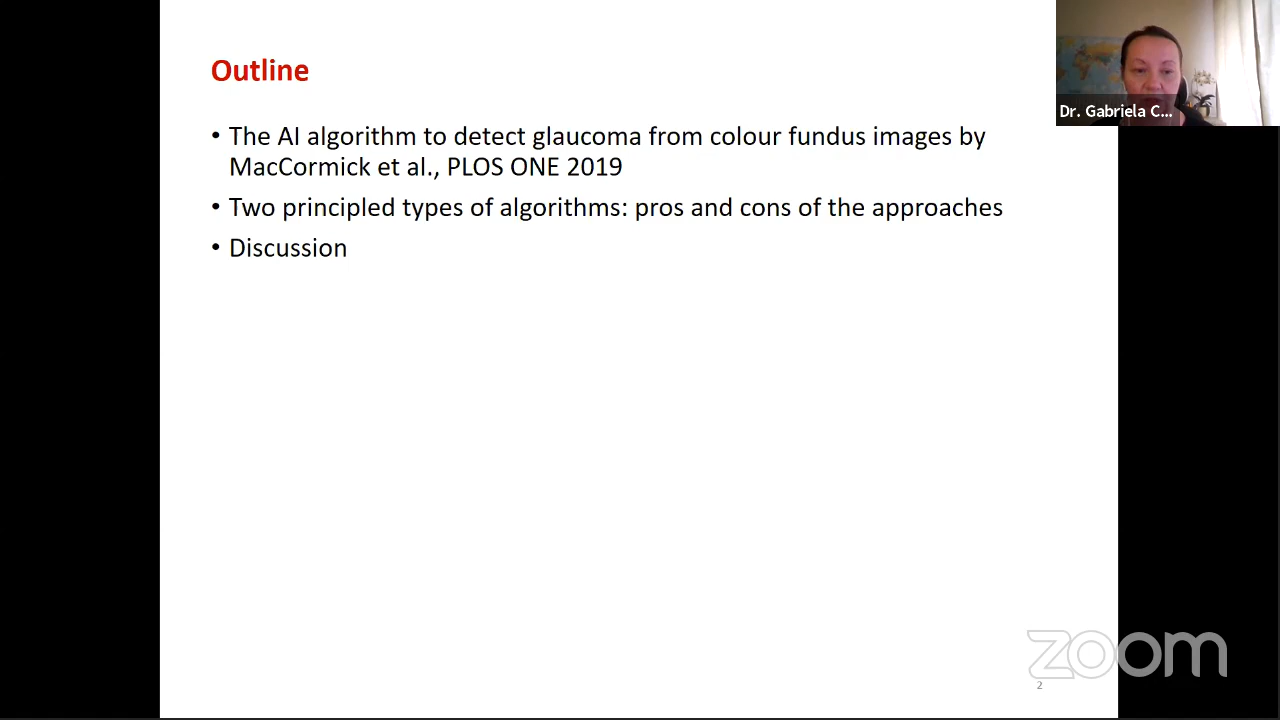 Outline
• The AI algorithm to detect glaucoma from colour fundus images by
MacCormick et al., PLOS ONE 2019
• Two principled types of algorithms: pros and cons of the approaches
• Discussion
Dr. Gabriela C...
zoom
2